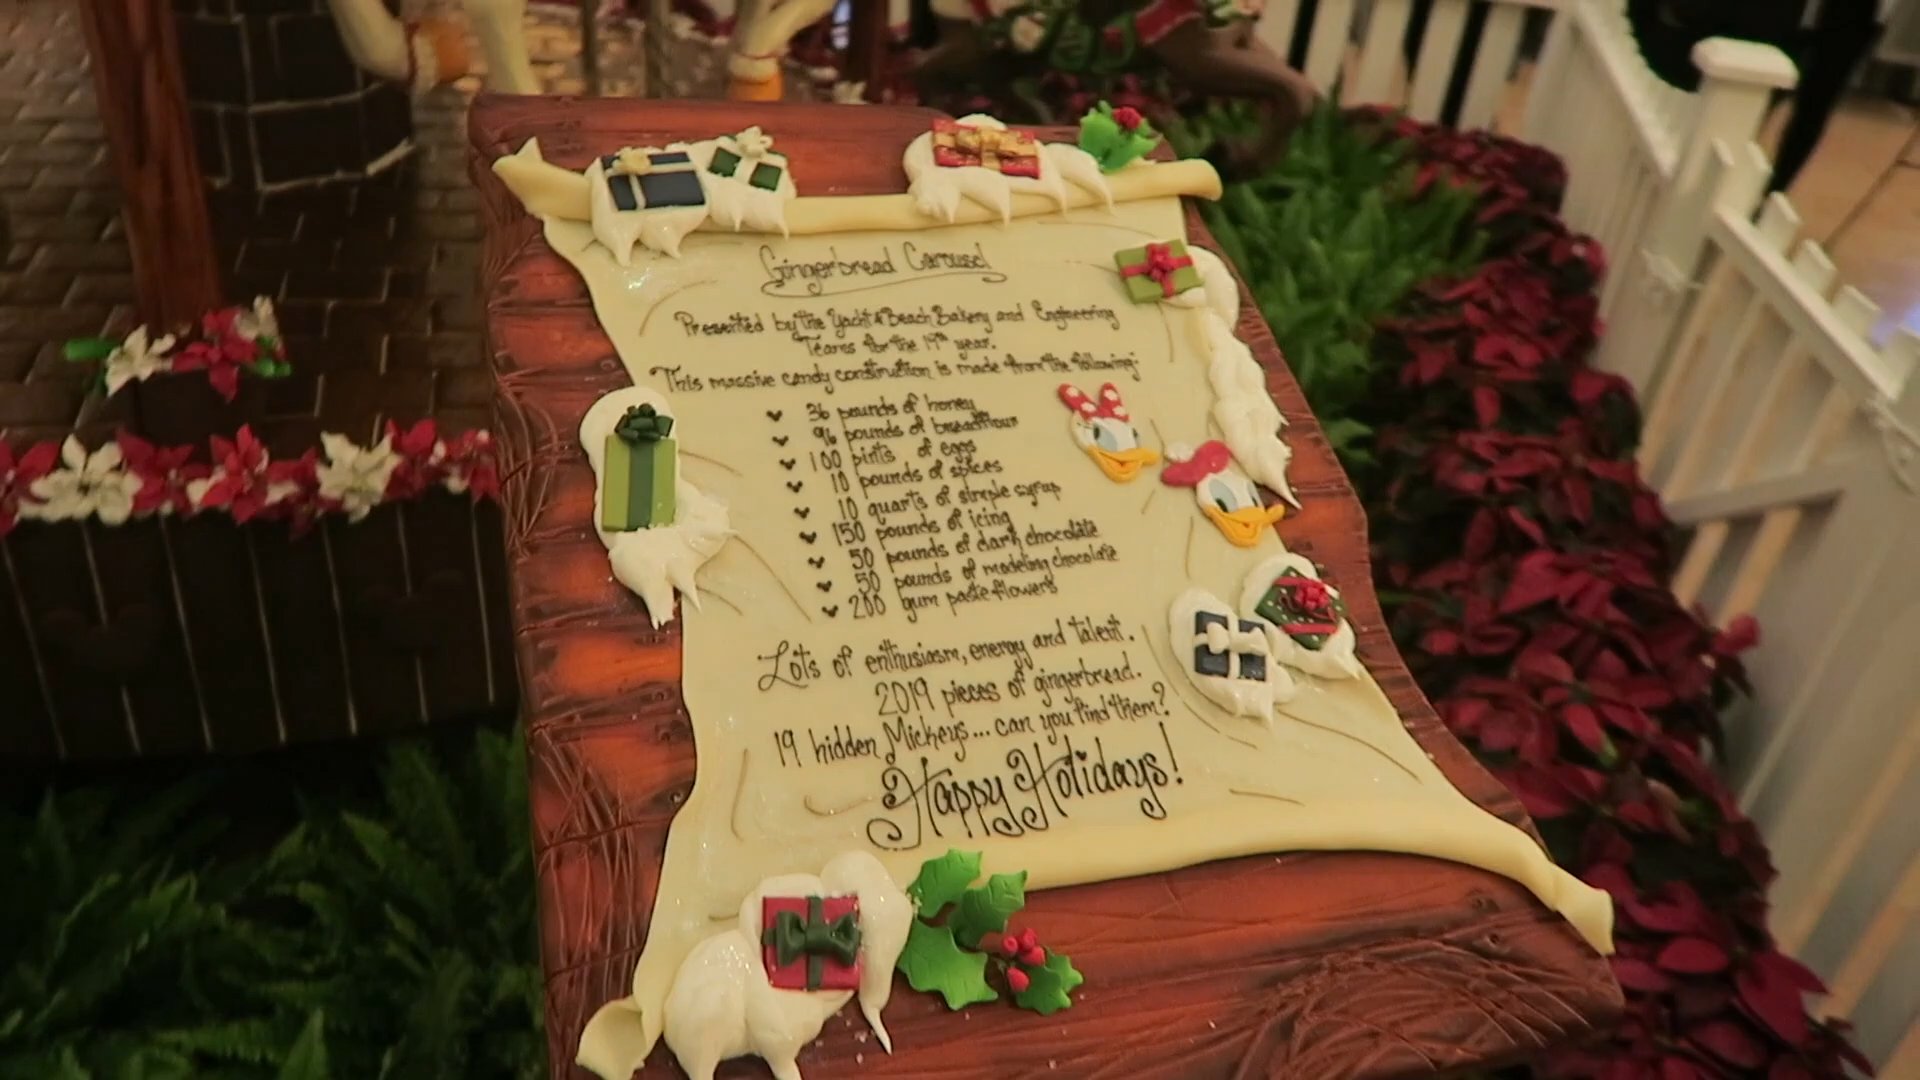 Gingerbread Carousel
Presented by the Yacht & Beach Bakery and Engineering
Teams for the 19th year.
This massive candy construction is made from the following:
36 pounds of honey
96 pounds of breadflour
100 pints of eggs
10 pounds of spices
10 quarts of simple syrup
150 pounds of icing
50 pounds of dark chocolate
50 pounds of modeling chocolate
200 gum paste flowers
Lots of enthusiasm, energy and talent.
2019 pieces of gingerbread.
19 hidden Mickeys... can you find them?
Happy Holidays!